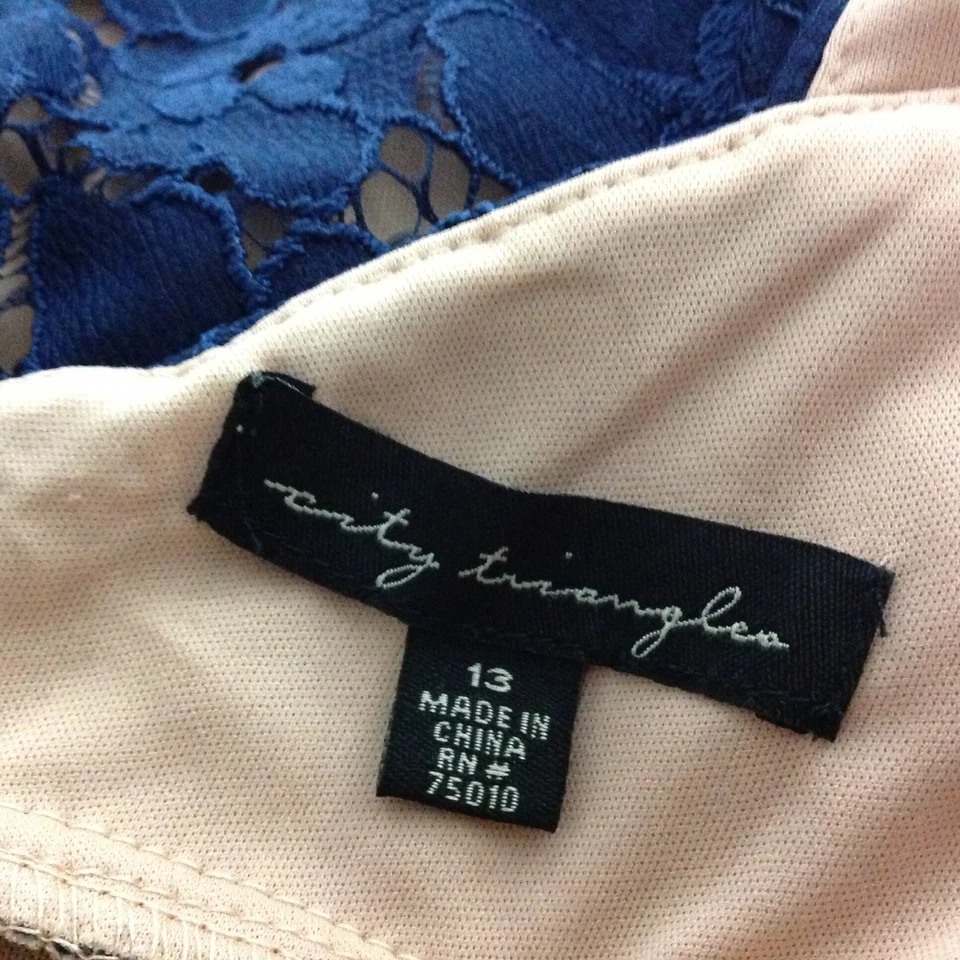 city triangles
13
MADE IN
CHINA
RN #
75010